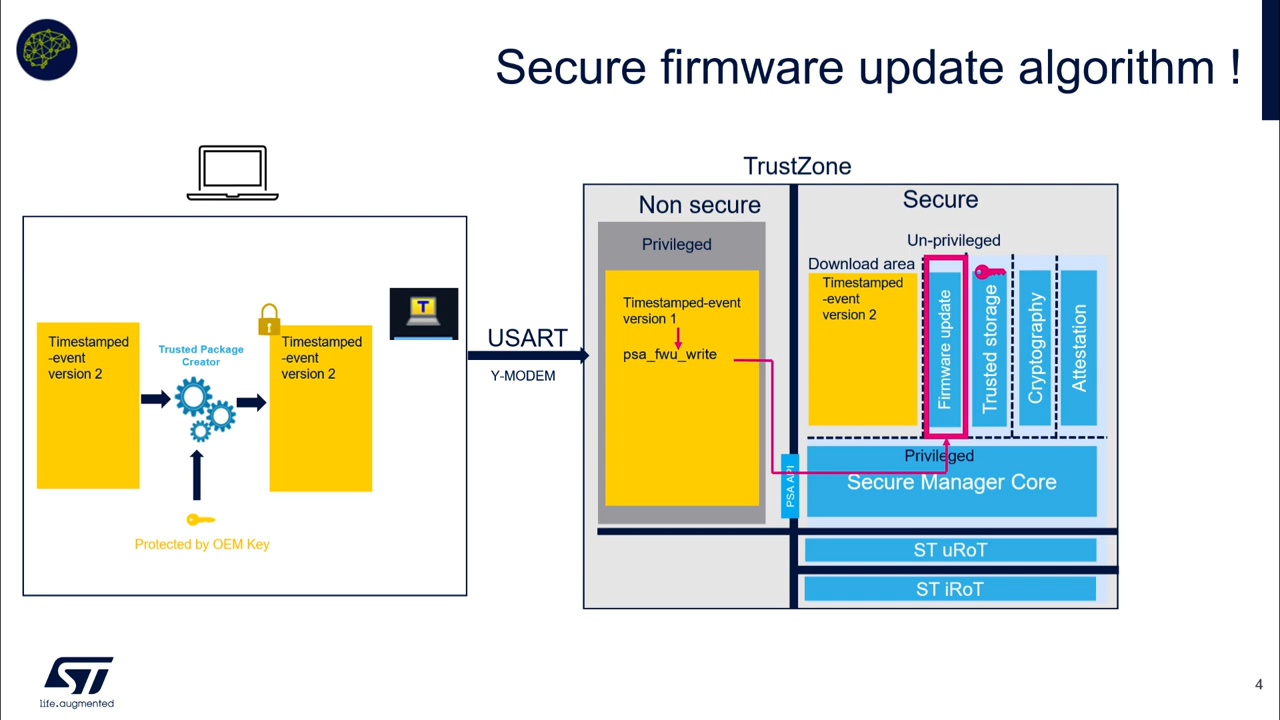 Secure firmware update algorithm !
TrustZone
Non secure
Secure
Privileged
Un-privileged
Download area
Timestamped
-event
version 2
Timestamped-event
version 1
psa_fwu_write
Firmware update
Trusted storage
Cryptography
Attestation
PSA API
Privileged
Secure Manager Core
ST uRoT
ST iRoT
USART
Y-MODEM
T
Timestamped
-event
version 2
Trusted Package
Creator
Timestamped
-event
version 2
Protected by OEM Key
ST
life.augmented
4